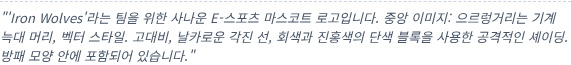 "'Iron Wolves'라는 팀을 위한 사나운 E-스포츠 마스코트 로고입니다. 중앙 이미지: 으르렁거리는 기계
늑대 머리, 벡터 스타일. 고대비, 날카로운 각진 선, 회색과 진홍색의 단색 블록을 사용한 공격적인 셰이딩.
방패 모양 안에 포함되어 있습니다."